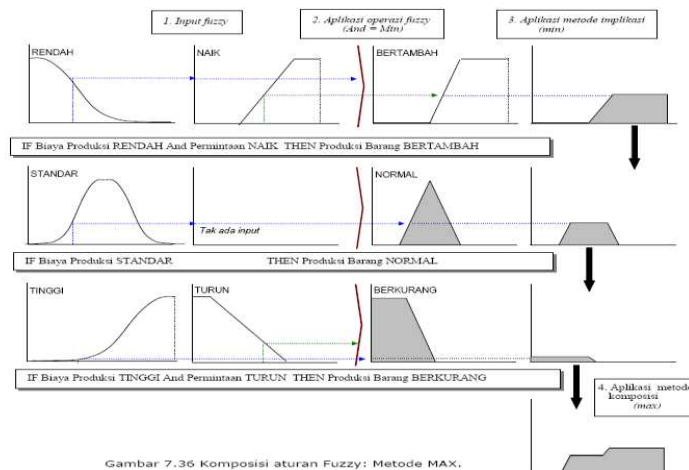 1. Input fuzzy
2. Aplikasi operasi fuzzy
(And = Min)
3. Aplikasi metode implikasi
(min)
RENDAH
NAIK
BERTAMBAH
IF Biaya Produksi RENDAH And Permintaan NAIK THEN Produksi Barang BERTAMBAH
STANDAR
NORMAL
Tak ada input
IF Biaya Produksi STANDAR THEN Produksi Barang NORMAL
TINGGI
TURUN
BERKURANG
IF Biaya Produksi TINGGI And Permintaan TURUN THEN Produksi Barang BERKURANG
4. Aplikasi metode
komposisi
(max)
Gambar 7.36 Komposisi aturan Fuzzy: Metode MAX.